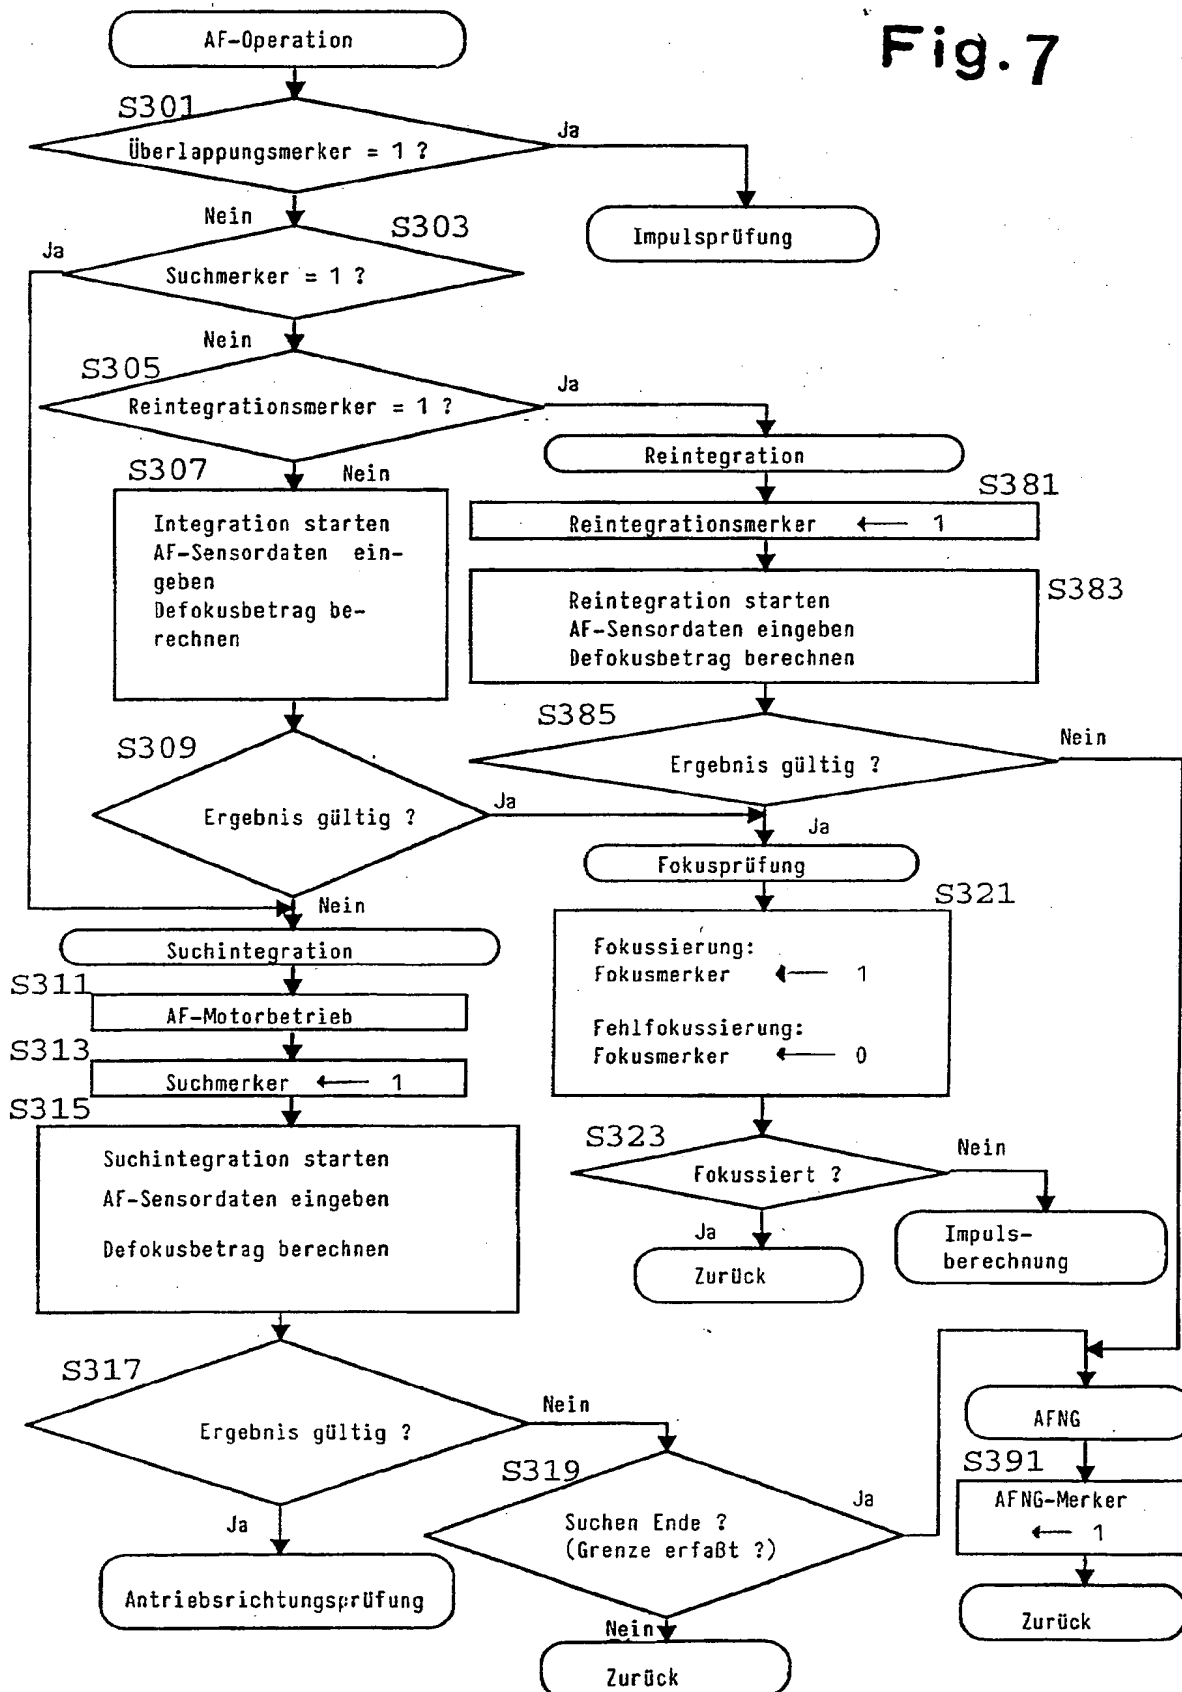 Fig. 7
AF-Operation
S301
Überlappungsmerker = 1 ?
Ja
Nein
Impulsprüfung
S303
Ja
Suchmerker = 1 ?
Nein
S305
Reintegrationsmerker = 1 ?
Ja
Nein
S307
Integration starten
AF-Sensordaten ein-
geben
Defokusbetrag be-
rechnen
Reintegration
S381
Reintegrationsmerker ← 1
S383
Reintegration starten
AF-Sensordaten eingeben
Defokusbetrag berechnen
S385
Ergebnis gültig ?
Nein
Ja
S309
Ergebnis gültig ?
Ja
Nein
Fokusprüfung
S321
Fokussierung:
Fokusmerker ← 1
Fehlfokussierung:
Fokusmerker ← 0
Suchintegration
S311
AF-Motorbetrieb
S313
Suchmerker ← 1
S315
Suchintegration starten
AF-Sensordaten eingeben
Defokusbetrag berechnen
S323
Fokussiert ?
Nein
Ja
Zurück
Impuls-
berechnung
S317
Ergebnis gültig ?
Nein
Ja
Antriebsrichtungsprüfung
S319
Suchen Ende ?
(Grenze erfaßt ?)
Ja
Nein
Zurück
AFNG
S391
AFNG-Merker
← 1
Zurück